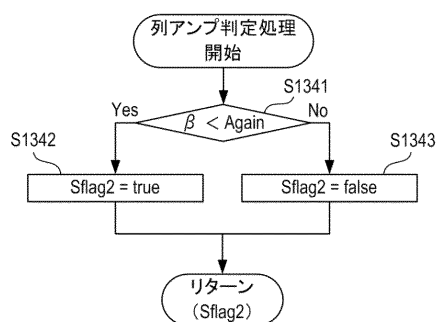 列アンプ判定処理
開始
S1341
Yes
β < Again
No
S1342
S1343
Sflag2 = true
Sflag2 = false
リターン
（Sflag2）